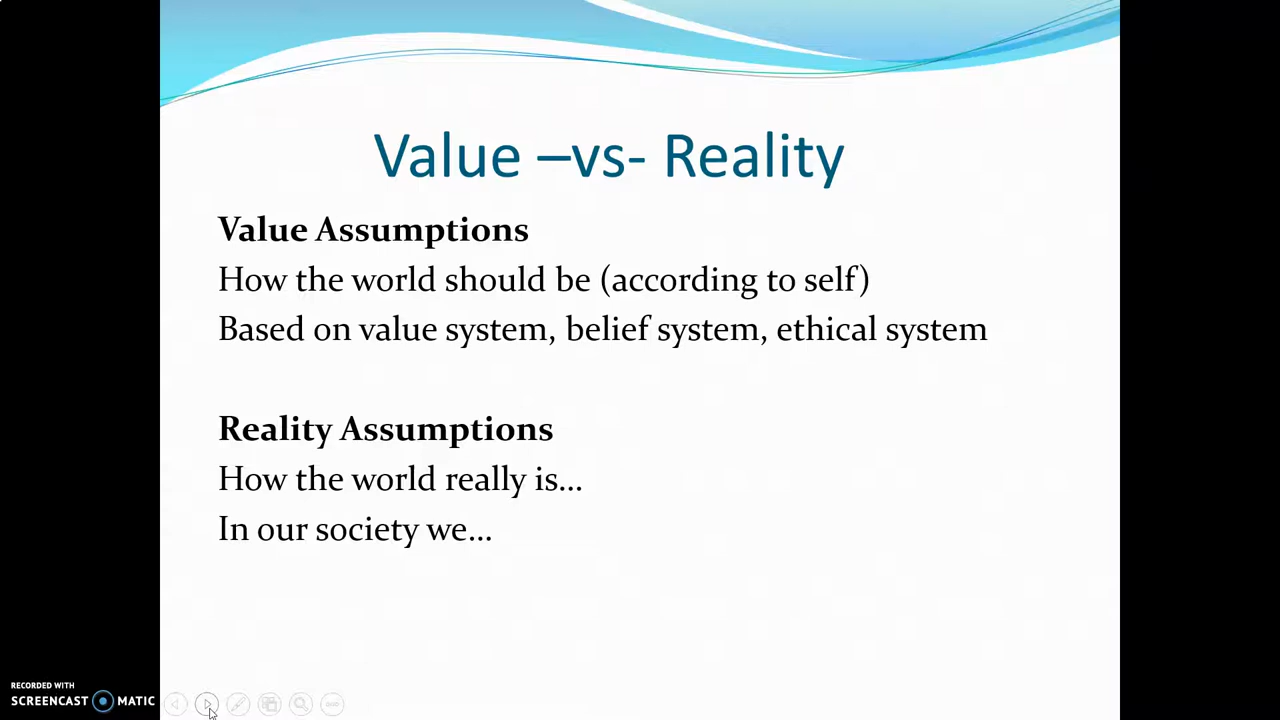 Value –vs- Reality
Value Assumptions
How the world should be (according to self)
Based on value system, belief system, ethical system
Reality Assumptions
How the world really is...
In our society we...
RECORDED WITH
SCREENCAST MATIC